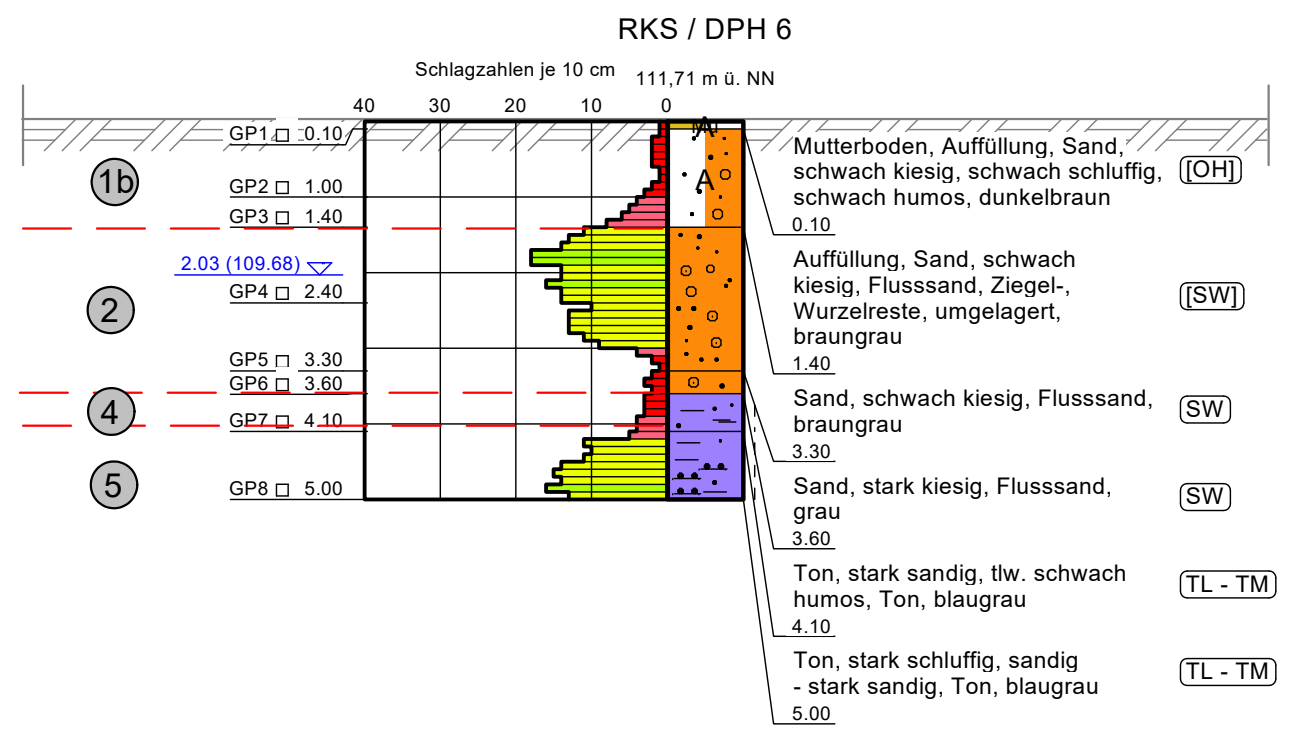 RKS / DPH 6
Schlagzahlen je 10 cm
111,71 m ü. NN
40 30 20 10 0
GP1 0.10
1b
GP2 1.00
GP3 1.40
2.03 (109.68)
GP4 2.40
2
GP5 3.30
GP6 3.60
4
GP7 4.10
5
GP8 5.00
A
A
Mutterboden, Auffüllung, Sand,
schwach kiesig, schwach schluffig,
schwach humos, dunkelbraun
0.10
[OH]
Auffüllung, Sand, schwach
kiesig, Flusssand, Ziegel-,
Wurzelreste, umgelagert,
braungrau
1.40
[SW]
Sand, schwach kiesig, Flusssand,
braungrau
3.30
SW
Sand, stark kiesig, Flusssand,
grau
3.60
SW
Ton, stark sandig, tlw. schwach
humos, Ton, blaugrau
4.10
TL - TM
Ton, stark schluffig, sandig
- stark sandig, Ton, blaugrau
5.00
TL - TM